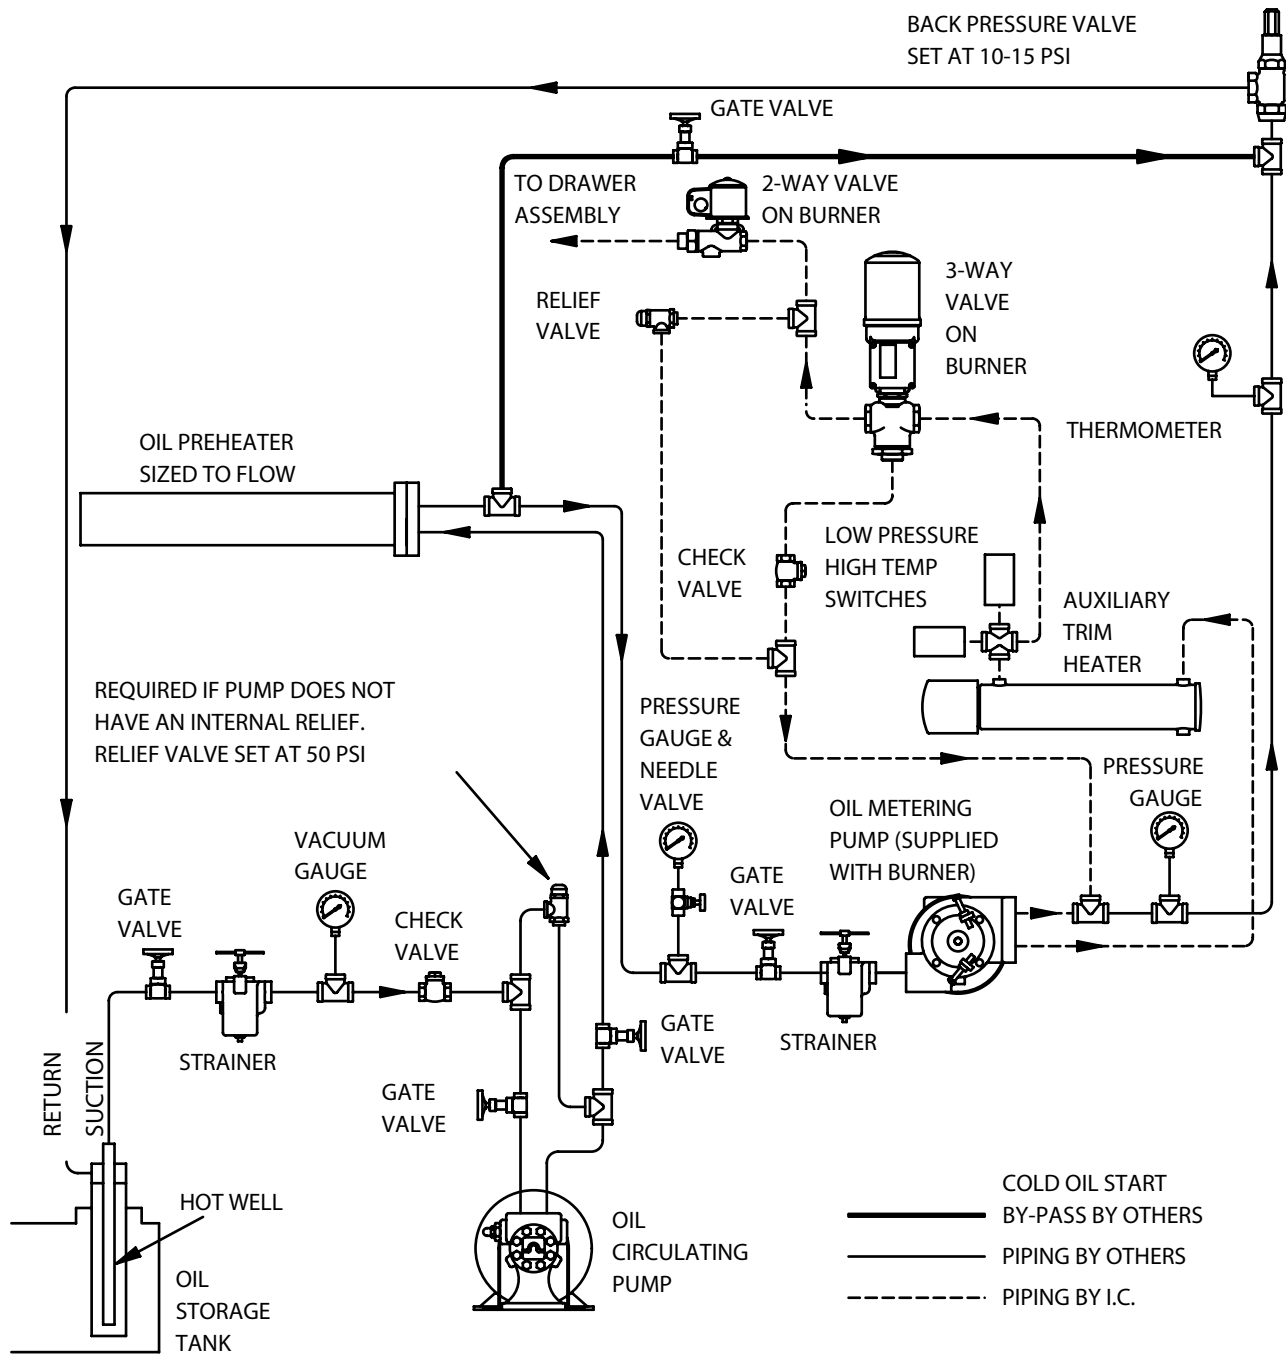 BACK PRESSURE VALVE
SET AT 10-15 PSI
GATE VALVE
TO DRAWER
ASSEMBLY
2-WAY VALVE
ON BURNER
3-WAY
VALVE
ON
BURNER
RELIEF
VALVE
THERMOMETER
OIL PREHEATER
SIZED TO FLOW
CHECK
VALVE
LOW PRESSURE
HIGH TEMP
SWITCHES
AUXILIARY
TRIM
HEATER
REQUIRED IF PUMP DOES NOT
HAVE AN INTERNAL RELIEF.
RELIEF VALVE SET AT 50 PSI
PRESSURE
GAUGE &
NEEDLE
VALVE
PRESSURE
GAUGE
OIL METERING
PUMP (SUPPLIED
WITH BURNER)
VACUUM
GAUGE
GATE
VALVE
CHECK
VALVE
GATE
VALVE
STRAINER
GATE
VALVE
STRAINER
GATE
VALVE
RETURN
SUCTION
HOT WELL
OIL
STORAGE
TANK
OIL
CIRCULATING
PUMP
COLD OIL START
BY-PASS BY OTHERS
PIPING BY OTHERS
PIPING BY I.C.